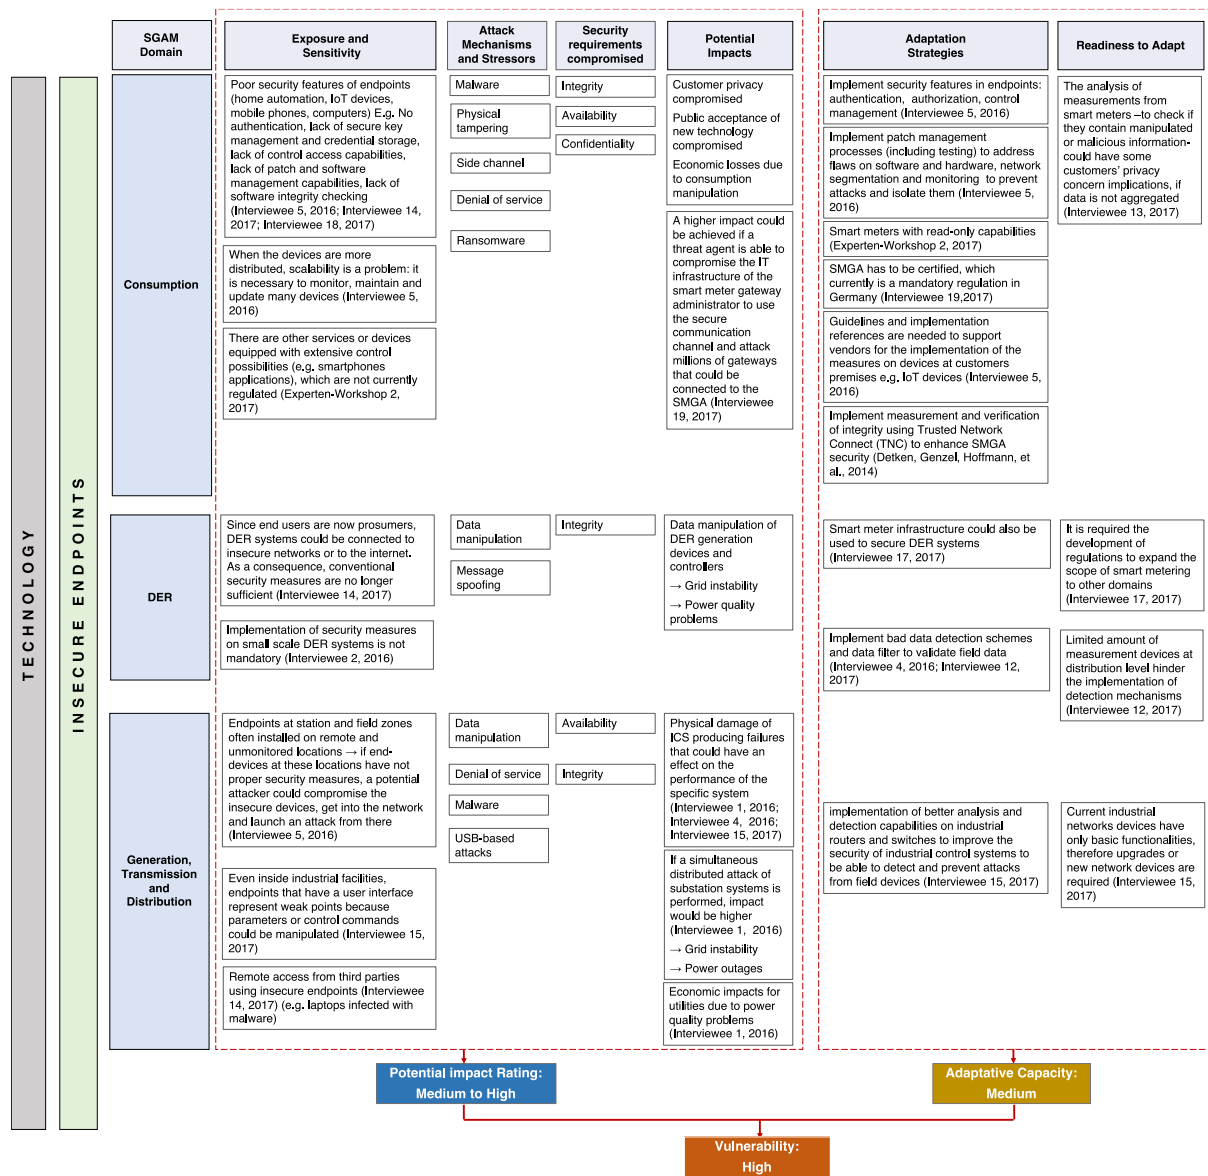 SGAM
Domain
Exposure and
Sensitivity
Attack
Mechanisms
and Stressors
Security
requirements
compromised
Potential
Impacts
Adaptation
Strategies
Readiness to Adapt
TECHNOLOGY
INSECURE ENDPOINTS
Consumption
Poor security features of endpoints
(home automation, IoT devices,
mobile phones, computers) E.g. No
authentication, lack of secure key
management and credential storage,
lack of control access capabilities,
lack of patch and software
management capabilities, lack of
software integrity checking
(Interviewee 5, 2016; Interviewee 14,
2017; Interviewee 18, 2017)
When the devices are more
distributed, scalability is a problem: it
is necessary to monitor, maintain and
update many devices (Interviewee 5,
2016)
There are other services or devices
equipped with extensive control
possibilities (e.g. smartphones
applications), which are not currently
regulated (Experten-Workshop 2,
2017)
Malware
Physical
tampering
Side channel
Denial of service
Ransomware
Integrity
Availability
Confidentiality
Customer privacy
compromised
Public acceptance of
new technology
compromised
Economic losses due to
consumption
manipulation
A higher impact could
be achieved if a
threat agent is able to
compromise the IT
infrastructure of the
smart meter gateway
administrator to use
the secure
communication
channel and attack
millions of gateways
that could be
connected to the
SMGA (Interviewee
19, 2017)
Implement security features in endpoints:
authentication, authorization, control
management (Interviewee 5, 2016)
Implement patch management
processes (including testing) to address
flaws on software and hardware, network
segmentation and monitoring to prevent
attacks and isolate them (Interviewee 5,
2016)
Smart meters with read-only capabilities
(Experten-Workshop 2, 2017)
SMGA has to be certified, which
currently is a mandatory regulation in
Germany (Interviewee 19,2017)
Guidelines and implementation
references are needed to support
vendors for the implementation of the
measures on devices at customers
premises e.g. IoT devices (Interviewee 5,
2016)
Implement measurement and verification
of integrity using Trusted Network
Connect (TNC) to enhance SMGA
security (Detken, Genzel, Hoffmann, et
al., 2014)
The analysis of
measurements from
smart meters –to check if
they contain manipulated
or malicious information-
could have some
customers' privacy
concern implications, if
data is not aggregated
(Interviewee 13, 2017)
DER
Since end users are now prosumers,
DER systems could be connected to
insecure networks or to the internet.
As a consequence, conventional
security measures are no longer
sufficient (Interviewee 14, 2017)
Implementation of security measures
on small scale DER systems is not
mandatory (Interviewee 2, 2016)
Data
manipulation
Message
spoofing
Integrity
Data manipulation of
DER generation
devices and
controllers
→ Grid instability
→ Power quality
problems
Smart meter infrastructure could also be
used to secure DER systems
(Interviewee 17, 2017)
Implement bad data detection schemes
and data filter to validate field data
(Interviewee 4, 2016; Interviewee 12,
2017)
It is required the
development of
regulations to expand the
scope of smart metering
to other domains
(Interviewee 17, 2017)
Limited amount of
measurement devices at
distribution level hinder
the implementation of
detection mechanisms
(Interviewee 12, 2017)
Generation,
Transmission
and
Distribution
Endpoints at station and field zones
often installed on remote and
unmonitored locations → if end-
devices at these locations have not
proper security measures, a potential
attacker could compromise the
insecure devices, get into the network
and launch an attack from there
(Interviewee 5, 2016)
Even inside industrial facilities,
endpoints that have a user interface
represent weak points because
parameters or control commands
could be manipulated (Interviewee 15,
2017)
Remote access from third parties
using insecure endpoints (Interviewee
14, 2017) (e.g. laptops infected with
malware)
Data
manipulation
Denial of service
Malware
USB-based
attacks
Availability
Integrity
Physical damage of
ICS producing failures
that could have an
effect on the
performance of the
specific system
(Interviewee 1, 2016;
Interviewee 4, 2016;
Interviewee 15, 2017)
If a simultaneous
distributed attack of
substation systems is
performed, impact
would be higher
(Interviewee 1, 2016)
→ Grid instability
→ Power outages
Economic impacts for
utilities due to power
quality problems
(Interviewee 1, 2016)
implementation of better analysis and
detection capabilities on industrial
routers and switches to improve the
security of industrial control systems to
be able to detect and prevent attacks
from field devices (Interviewee 15, 2017)
Current industrial
networks devices have
only basic functionalities,
therefore upgrades or
new network devices are
required (Interviewee 15,
2017)
Potential impact Rating:
Medium to High
Adaptative Capacity:
Medium
Vulnerability:
High